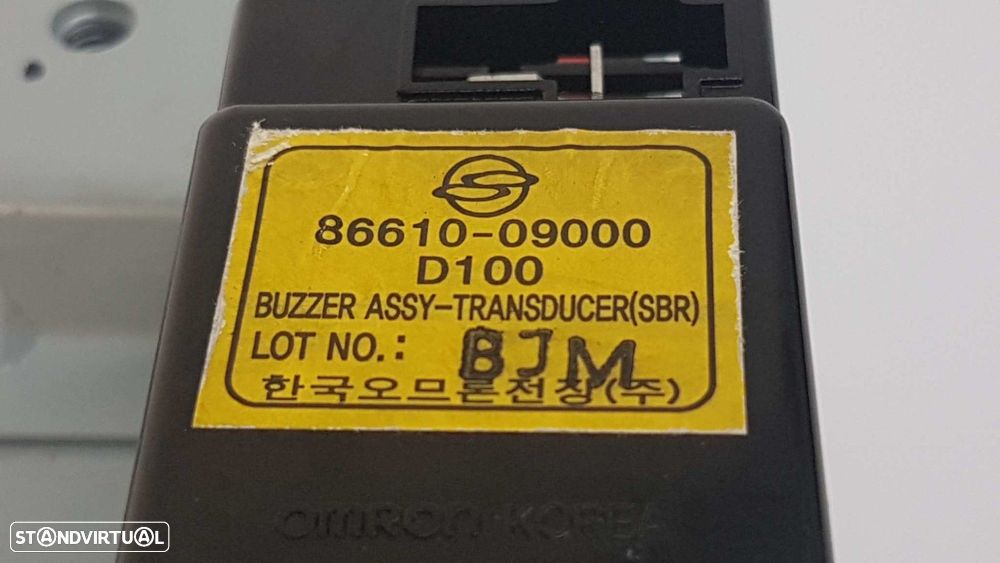 86610-09000
D100
BUZZER ASSY-TRANSDUCER(SBR)
LOT NO.: BJM
한국오므론전장(주)
OMRON KOREA
STANDVIRTUAL